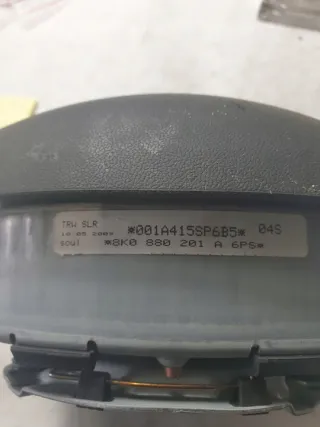 TRW SLR *001A415SP6B5* 04S
*8K0 880 201 A 6PS*